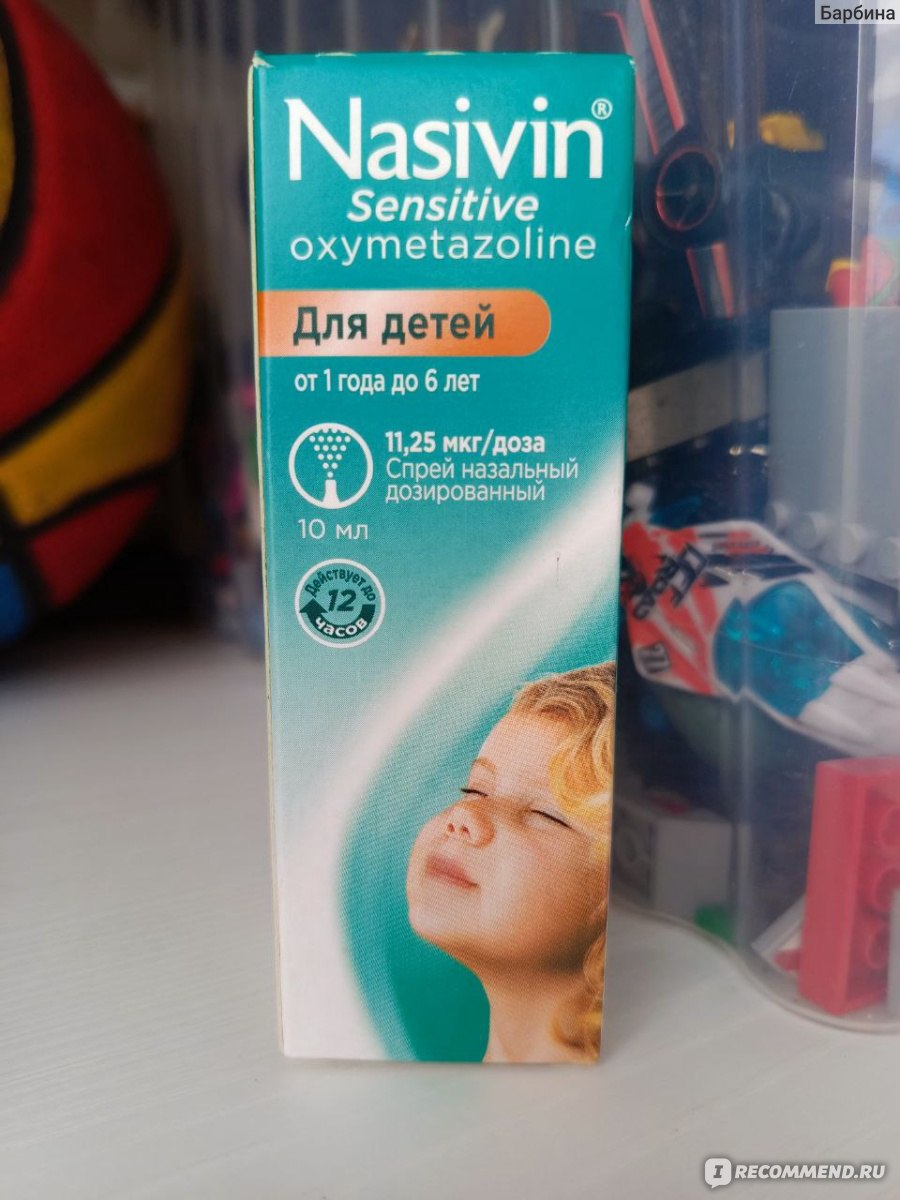 Барбина
Nasivin®
Sensitive
oxymetazoline
Для детей
от 1 года до 6 лет
11,25 мкг/доза
Спрей назальный
дозированный
10 мл
Действует до
12
часов
IRECOMMEND.RU